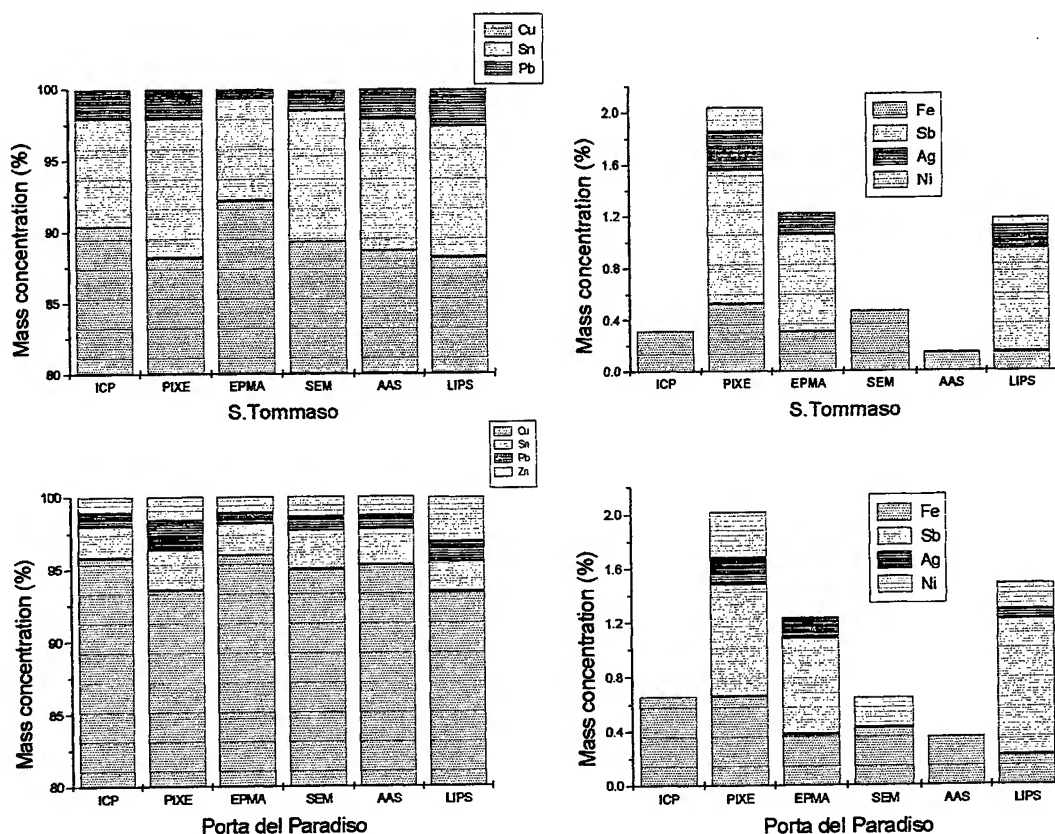 Cu
Sn
Pb
Mass concentration (%)
100
95
90
85
80
ICP PIXE EPMA SEM AAS LIPS
S.Tommaso
Fe
Sb
Ag
Ni
Mass concentration (%)
2.0
1.6
1.2
0.8
0.4
0.0
ICP PIXE EPMA SEM AAS LIPS
S.Tommaso
Cu
Sn
Pb
Zn
Mass concentration (%)
100
95
90
85
80
ICP PIXE EPMA SEM AAS LIPS
Porta del Paradiso
Fe
Sb
Ag
Ni
Mass concentration (%)
2.0
1.6
1.2
0.8
0.4
0.0
ICP PIXE EPMA SEM AAS LIPS
Porta del Paradiso